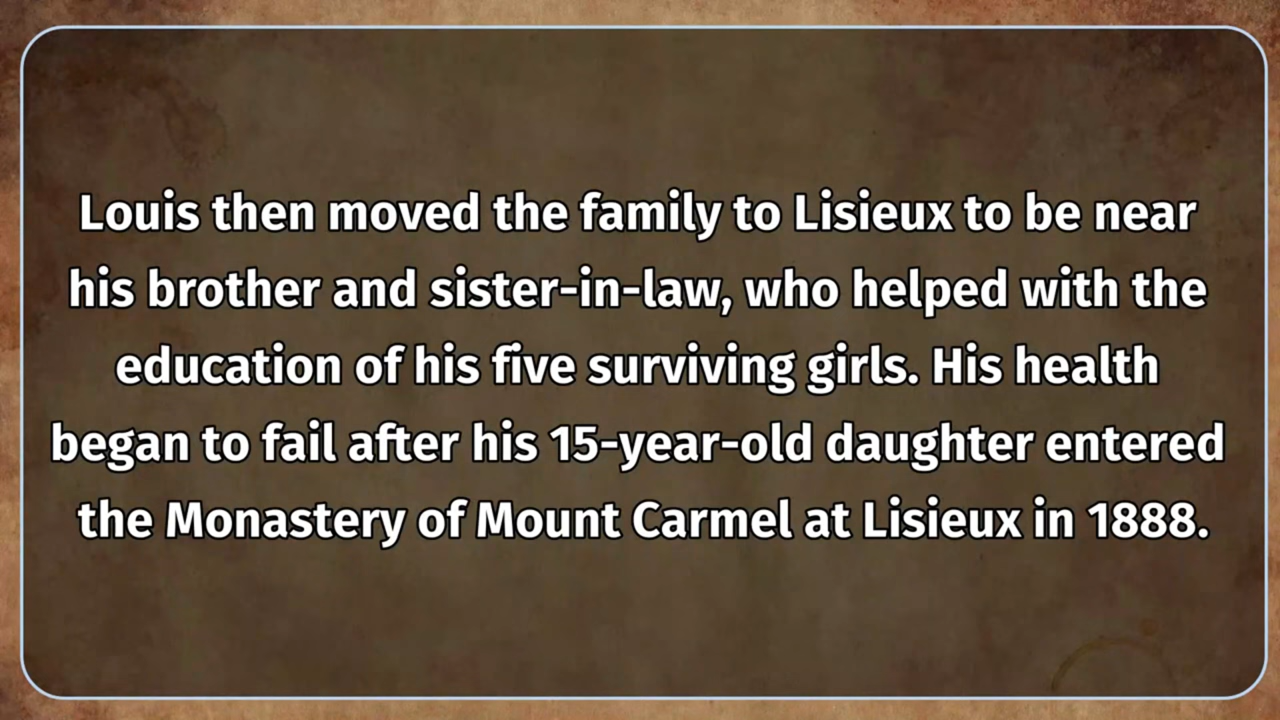 Louis then moved the family to Lisieux to be near
his brother and sister-in-law, who helped with the
education of his five surviving girls. His health
began to fail after his 15-year-old daughter entered
the Monastery of Mount Carmel at Lisieux in 1888.